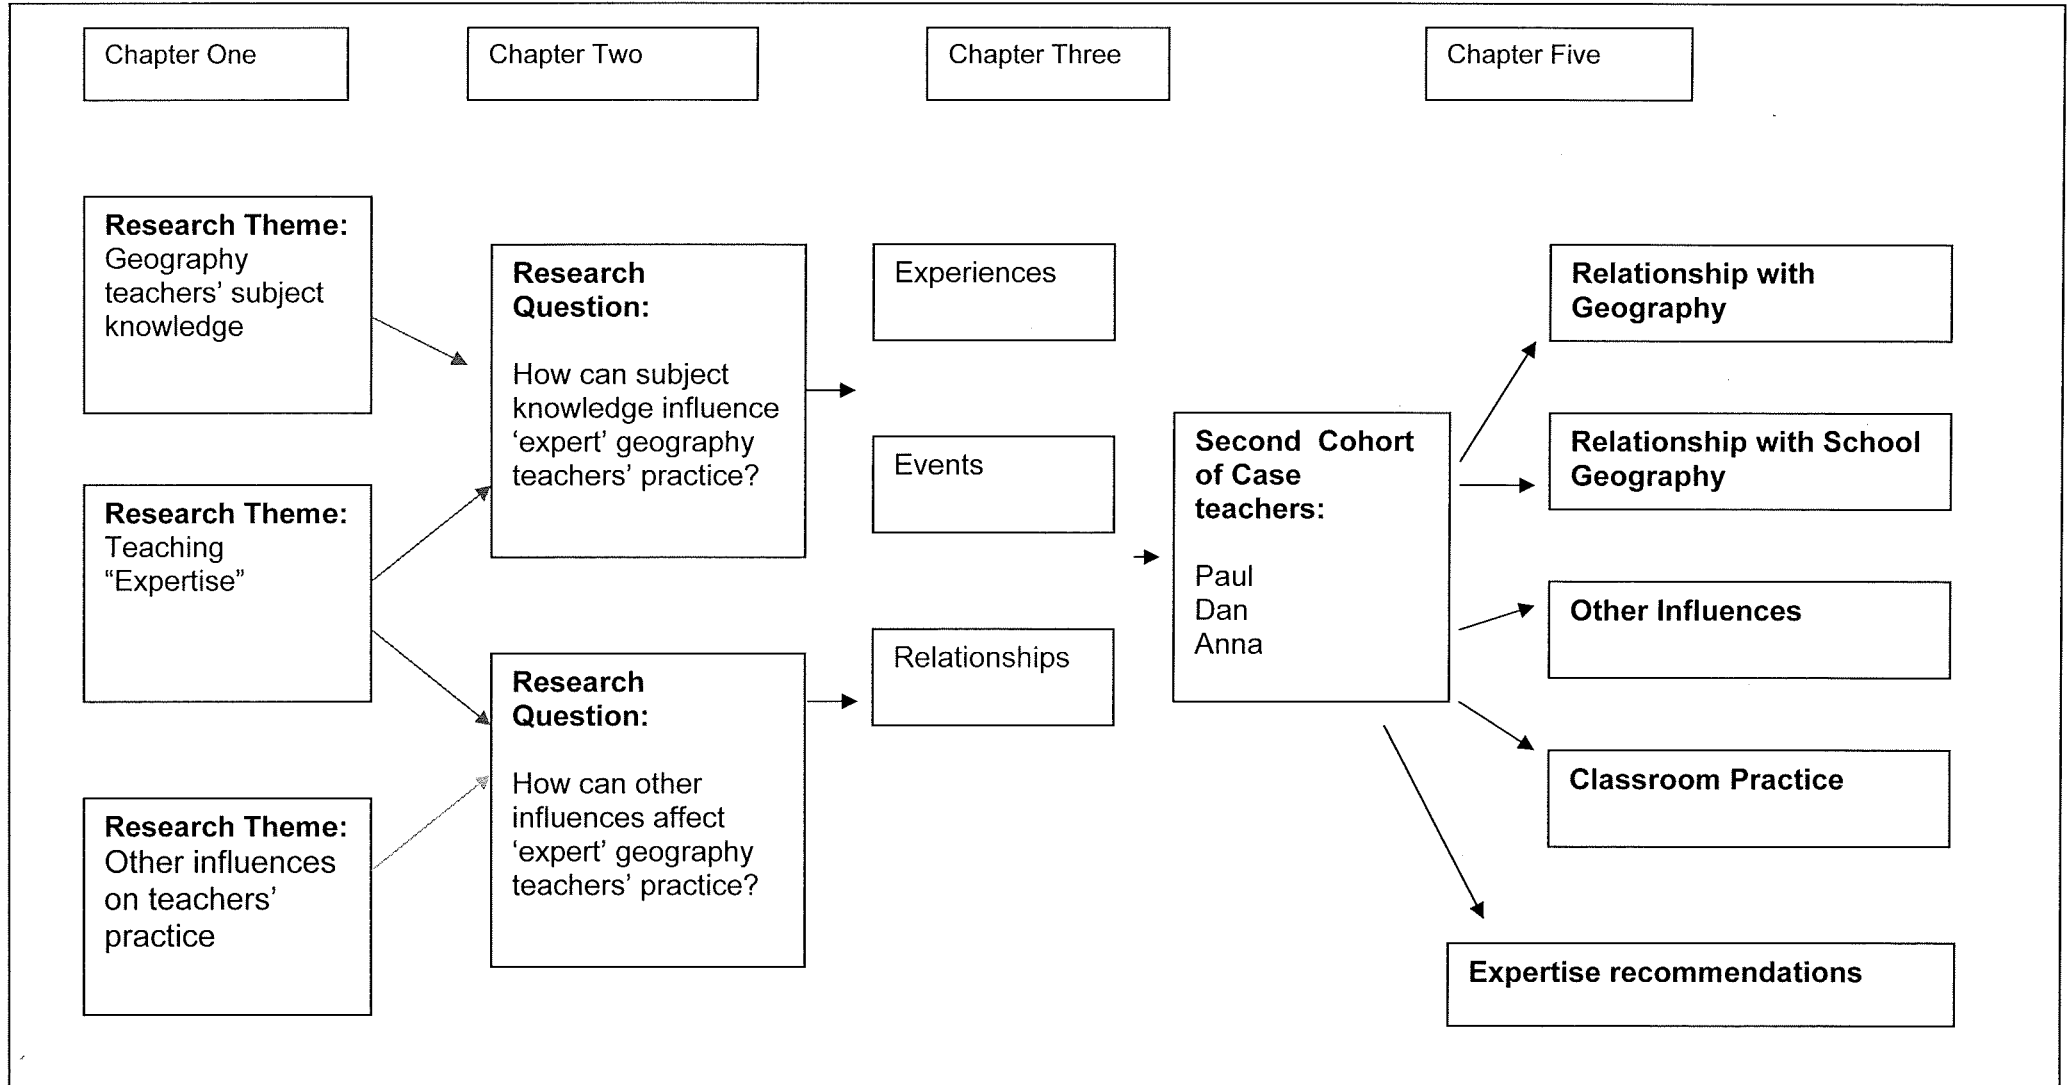 Chapter One
Chapter Two
Chapter Three
Chapter Five
Research Theme:
Geography
teachers’ subject
knowledge
Research Theme:
Teaching
“Expertise”
Research Theme:
Other influences
on teachers’
practice
Research
Question:
How can subject
knowledge influence
‘expert’ geography
teachers’ practice?
Research
Question:
How can other
influences affect
‘expert’ geography
teachers’ practice?
Experiences
Events
Relationships
Second Cohort
of Case
teachers:
Paul
Dan
Anna
Relationship with
Geography
Relationship with School
Geography
Other Influences
Classroom Practice
Expertise recommendations